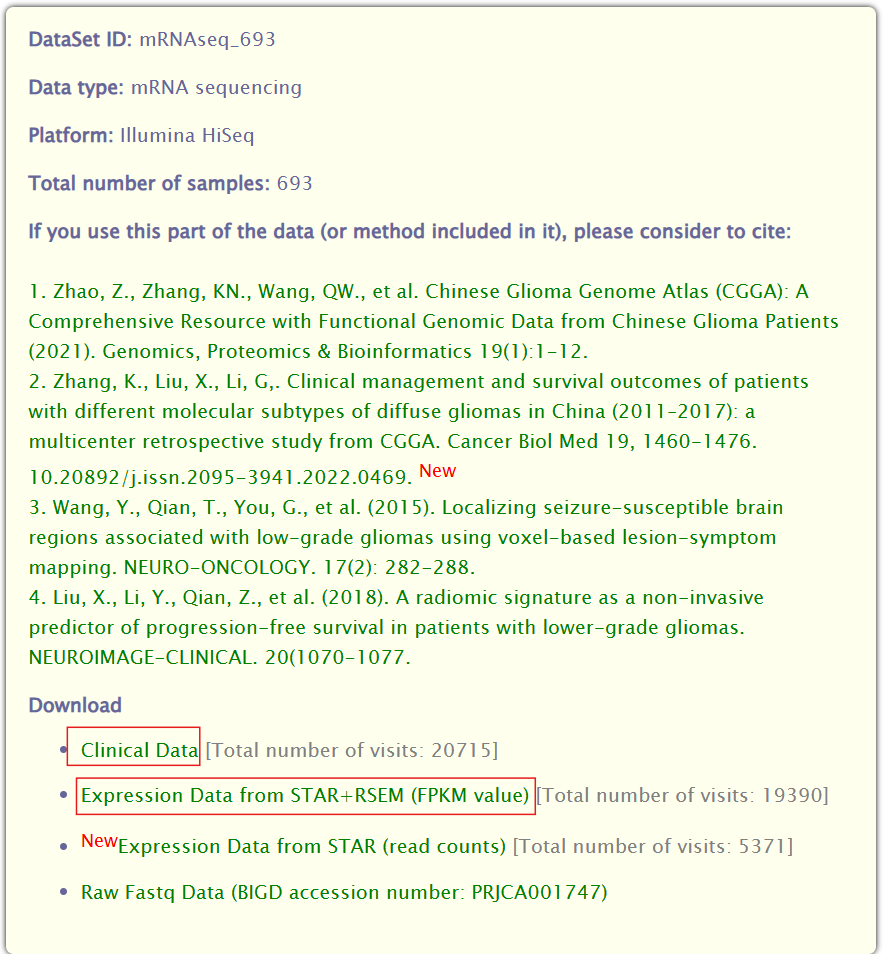 DataSet ID: mRNAseq_693
Data type: mRNA sequencing
Platform: Illumina HiSeq
Total number of samples: 693
If you use this part of the data (or method included in it), please consider to cite:
1. Zhao, Z., Zhang, KN., Wang, QW., et al. Chinese Glioma Genome Atlas (CGGA): A
Comprehensive Resource with Functional Genomic Data from Chinese Glioma Patients
(2021). Genomics, Proteomics & Bioinformatics 19(1):1-12.
2. Zhang, K., Liu, X., Li, G,. Clinical management and survival outcomes of patients
with different molecular subtypes of diffuse gliomas in China (2011–2017): a
multicenter retrospective study from CGGA. Cancer Biol Med 19, 1460-1476.
10.20892/j.issn.2095-3941.2022.0469. New
3. Wang, Y., Qian, T., You, G., et al. (2015). Localizing seizure-susceptible brain
regions associated with low-grade gliomas using voxel-based lesion-symptom
mapping. NEURO-ONCOLOGY. 17(2): 282-288.
4. Liu, X., Li, Y., Qian, Z., et al. (2018). A radiomic signature as a non-invasive
predictor of progression-free survival in patients with lower-grade gliomas.
NEUROIMAGE-CLINICAL. 20(1070-1077.
Download
• Clinical Data [Total number of visits: 20715]
• Expression Data from STAR+RSEM (FPKM value) [Total number of visits: 19390]
• NewExpression Data from STAR (read counts) [Total number of visits: 5371]
• Raw Fastq Data (BIGD accession number: PRJCA001747)